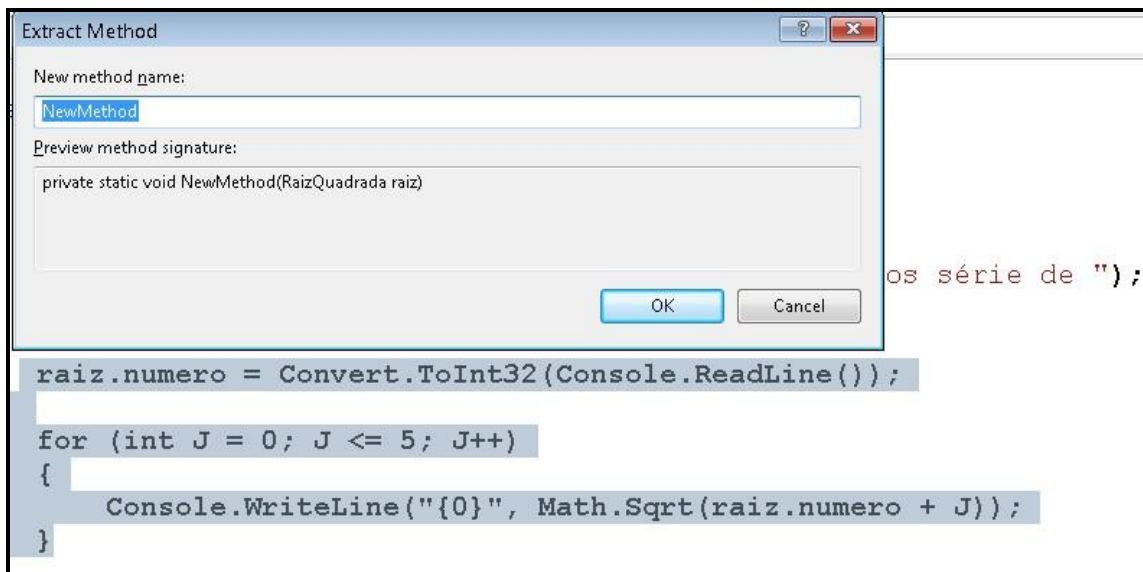 Extract Method
New method name:
NewMethod
Preview method signature:
private static void NewMethod(RaizQuadrada raiz)
OK
Cancel
os série de ");
raiz.numero = Convert.ToInt32(Console.ReadLine());
for (int J = 0; J <= 5; J++)
{
Console.WriteLine("{0}", Math.Sqrt(raiz.numero + J));
}